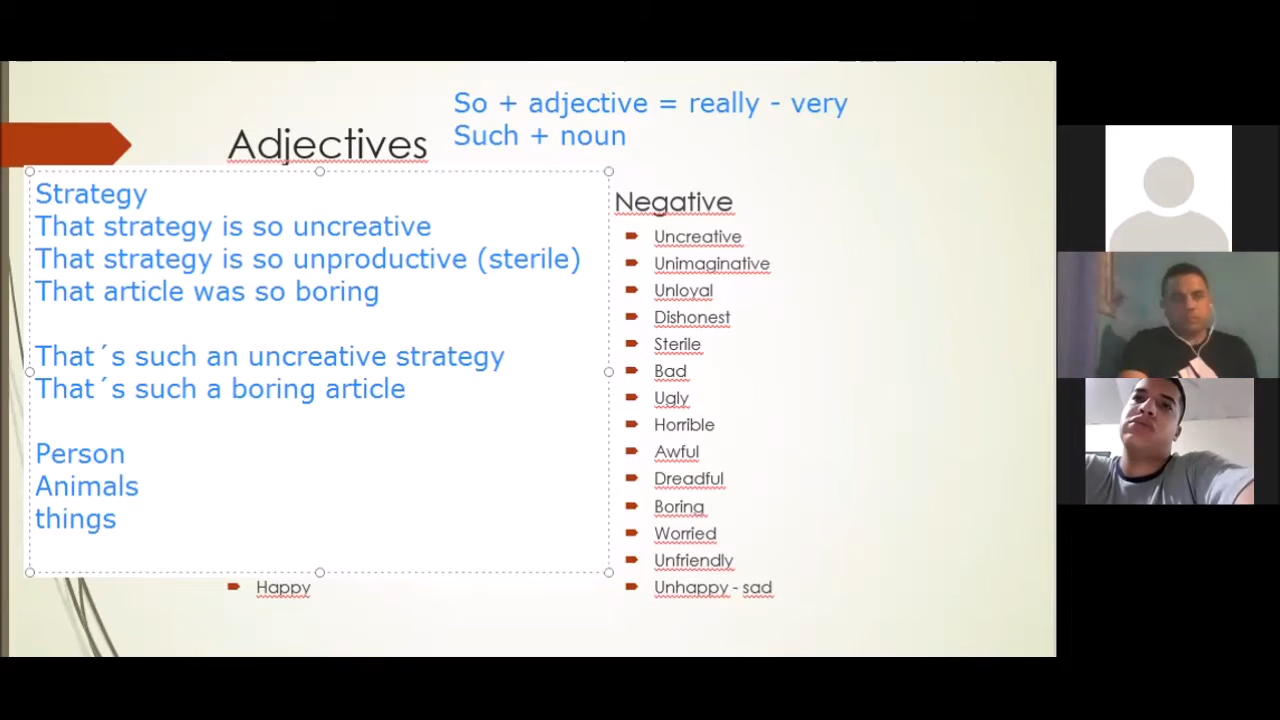 So + adjective = really - very
Such + noun
Adjectives
Strategy
That strategy is so uncreative
That strategy is so unproductive (sterile)
That article was so boring
That´s such an uncreative strategy
That´s such a boring article
Person
Animals
things
Happy
Negative
Uncreative
Unimaginative
Unloyal
Dishonest
Sterile
Bad
Ugly
Horrible
Awful
Dreadful
Boring
Worried
Unfriendly
Unhappy - sad